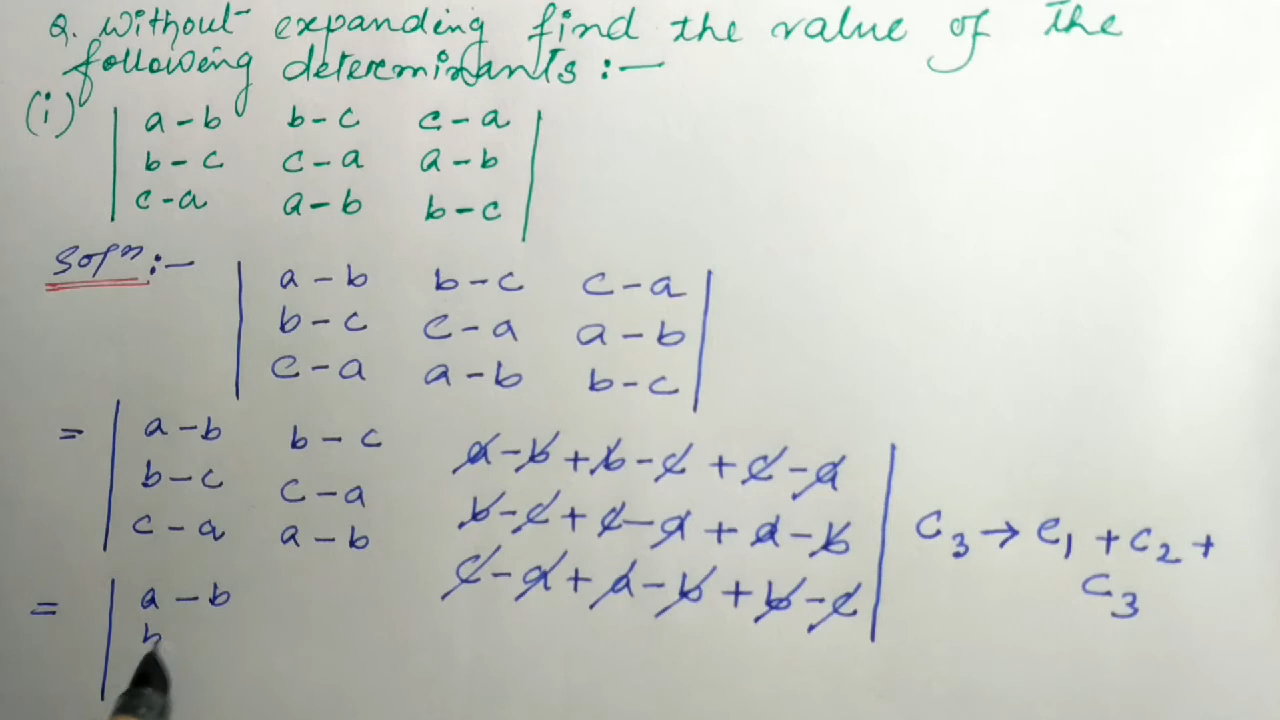 Q. Without expanding find the value of the
following determinants :-
(i) | a-b b-c c-a |
| b-c c-a a-b |
| c-a a-b b-c |
Solⁿ :- | a-b b-c c-a |
| b-c c-a a-b |
| c-a a-b b-c |
= | a-b b-c a-b+b-c+c-a |
| b-c c-a b-c+c-a+a-b | C₃ → C₁ + C₂ +
| c-a a-b c-a+a-b+b-c | C₃
= | a-b
| b